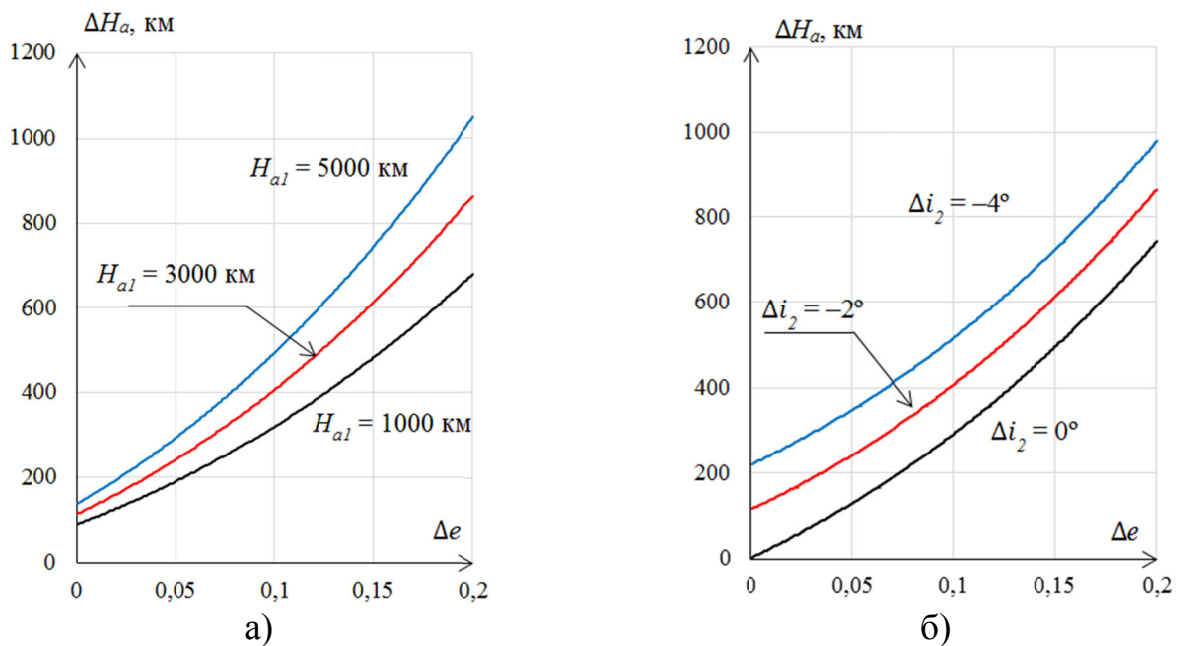 ΔHₐ, км
1200
1000
800
600
400
200
0
Hₐ₁ = 5000 км
Hₐ₁ = 3000 км
Hₐ₁ = 1000 км
Δe
0 0,05 0,1 0,15 0,2
а)
ΔHₐ, км
1200
1000
800
600
400
200
0
Δi₂ = –4°
Δi₂ = –2°
Δi₂ = 0°
Δe
0 0,05 0,1 0,15 0,2
б)